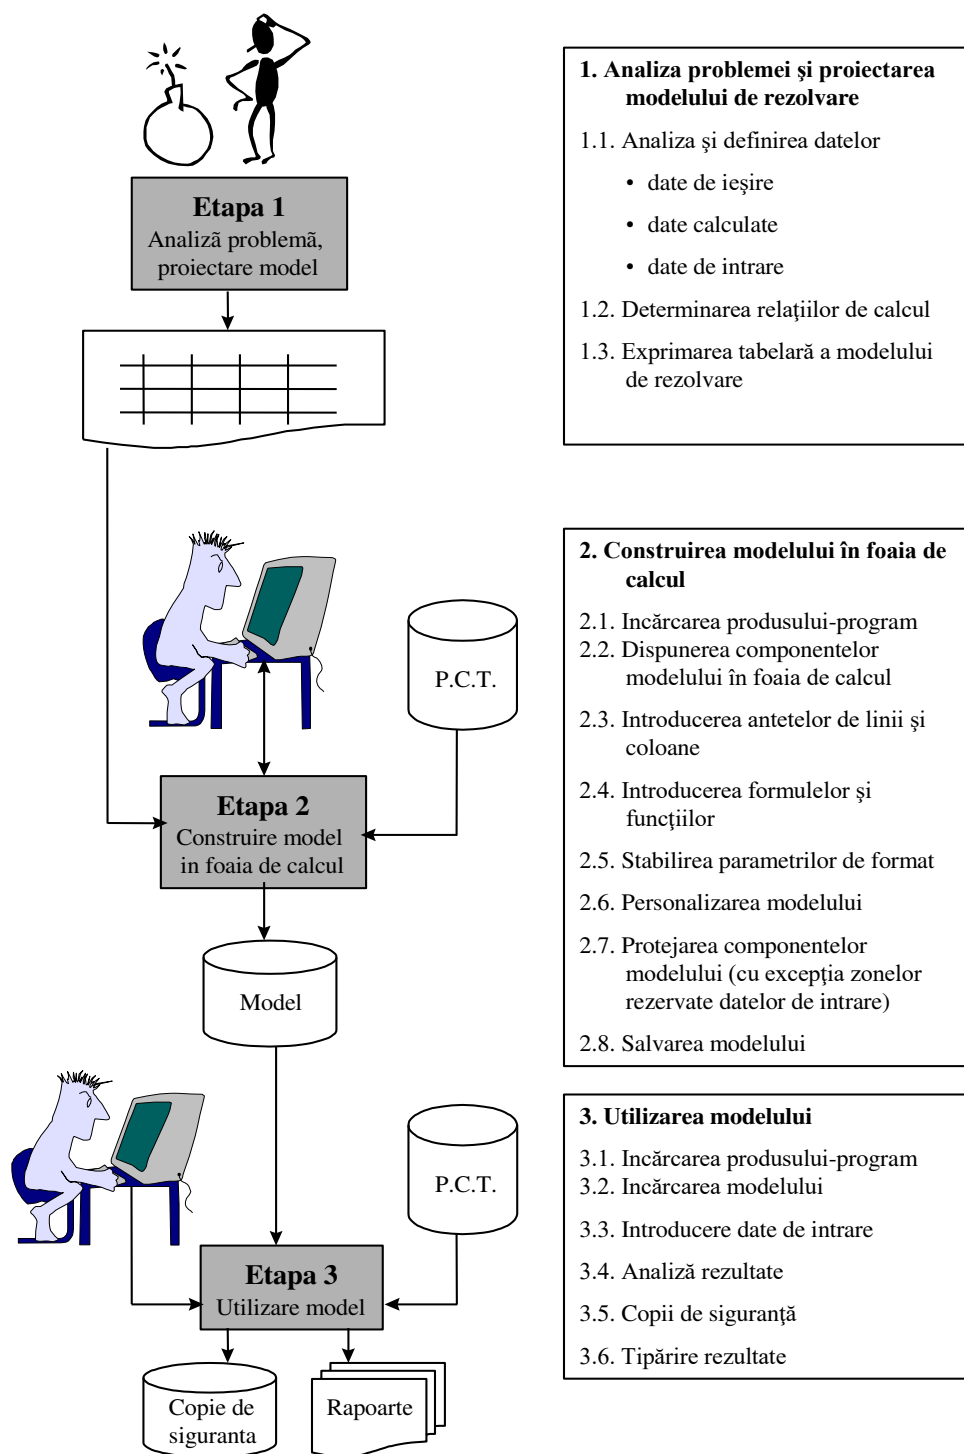 Etapa 1
Analiză problemă,
proiectare model
1. Analiza problemei şi proiectarea
modelului de rezolvare
1.1. Analiza şi definirea datelor
• date de ieşire
• date calculate
• date de intrare
1.2. Determinarea relaţiilor de calcul
1.3. Exprimarea tabelară a modelului
de rezolvare
P.C.T.
Etapa 2
Construire model
in foaia de calcul
Model
2. Construirea modelului în foaia de
calcul
2.1. Incărcarea produsului-program
2.2. Dispunerea componentelor
modelului în foaia de calcul
2.3. Introducerea antetelor de linii şi
coloane
2.4. Introducerea formulelor şi
funcţiilor
2.5. Stabilirea parametrilor de format
2.6. Personalizarea modelului
2.7. Protejarea componentelor
modelului (cu excepţia zonelor
rezervate datelor de intrare)
2.8. Salvarea modelului
P.C.T.
Etapa 3
Utilizare model
Copie de
siguranta
Rapoarte
3. Utilizarea modelului
3.1. Incărcarea produsului-program
3.2. Incărcarea modelului
3.3. Introducere date de intrare
3.4. Analiză rezultate
3.5. Copii de siguranţă
3.6. Tipărire rezultate